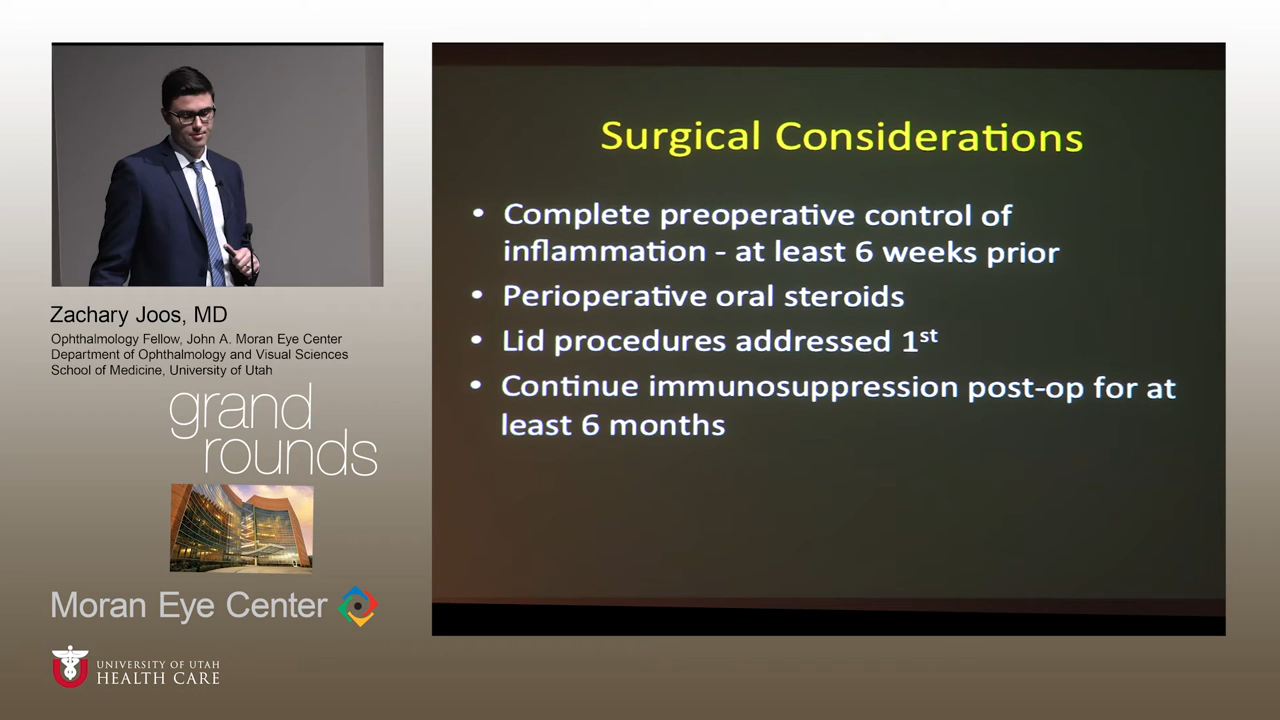 Surgical Considerations
• Complete preoperative control of
inflammation - at least 6 weeks prior
• Perioperative oral steroids
• Lid procedures addressed 1st
• Continue immunosuppression post-op for at
least 6 months
Zachary Joos, MD
Ophthalmology Fellow, John A. Moran Eye Center
Department of Ophthalmology and Visual Sciences
School of Medicine, University of Utah
grand
rounds
Moran Eye Center
UNIVERSITY OF UTAH
HEALTH CARE